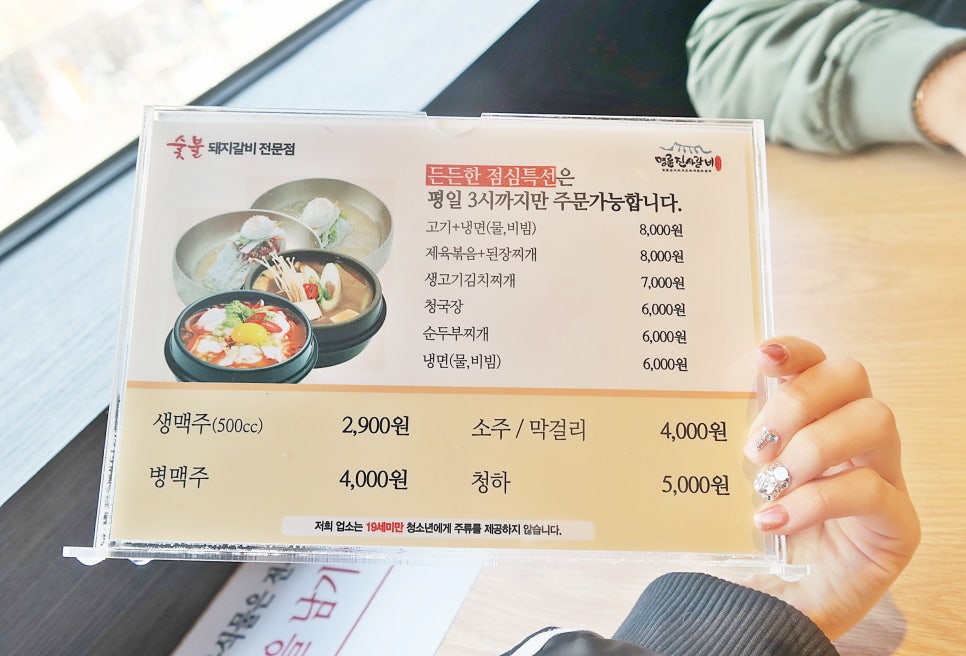 숯불 돼지갈비 전문점
명륜진사갈비
든든한 점심특선은
평일 3시까지만 주문가능합니다.
고기+냉면(물,비빔) 8,000원
제육볶음+된장찌개 8,000원
생고기김치찌개 7,000원
청국장 6,000원
순두부찌개 6,000원
냉면(물,비빔) 6,000원
생맥주(500cc) 2,900원 소주 / 막걸리 4,000원
병맥주 4,000원 청하 5,000원
저희 업소는 19세미만 청소년에게 주류를 제공하지 않습니다.